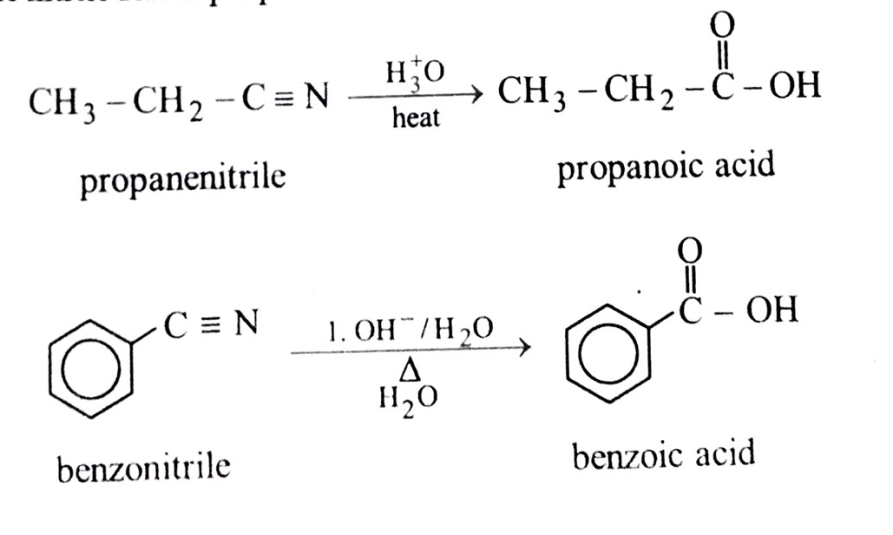 CH₃ – CH₂ – C ≡ N —H₃⁺O / heat→ CH₃ – CH₂ – C(=O) – OH
propanenitrile propanoic acid
C ≡ N —1. OH⁻/H₂O / Δ / H₂O→ C(=O) – OH
benzonitrile benzoic acid